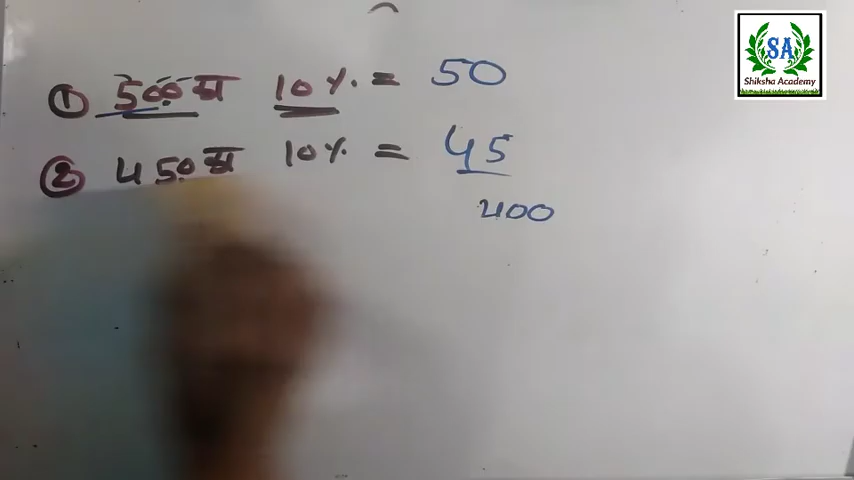 ① 500 का 10% = 50
② 450 का 10% = 45
400
SA
Shiksha Academy